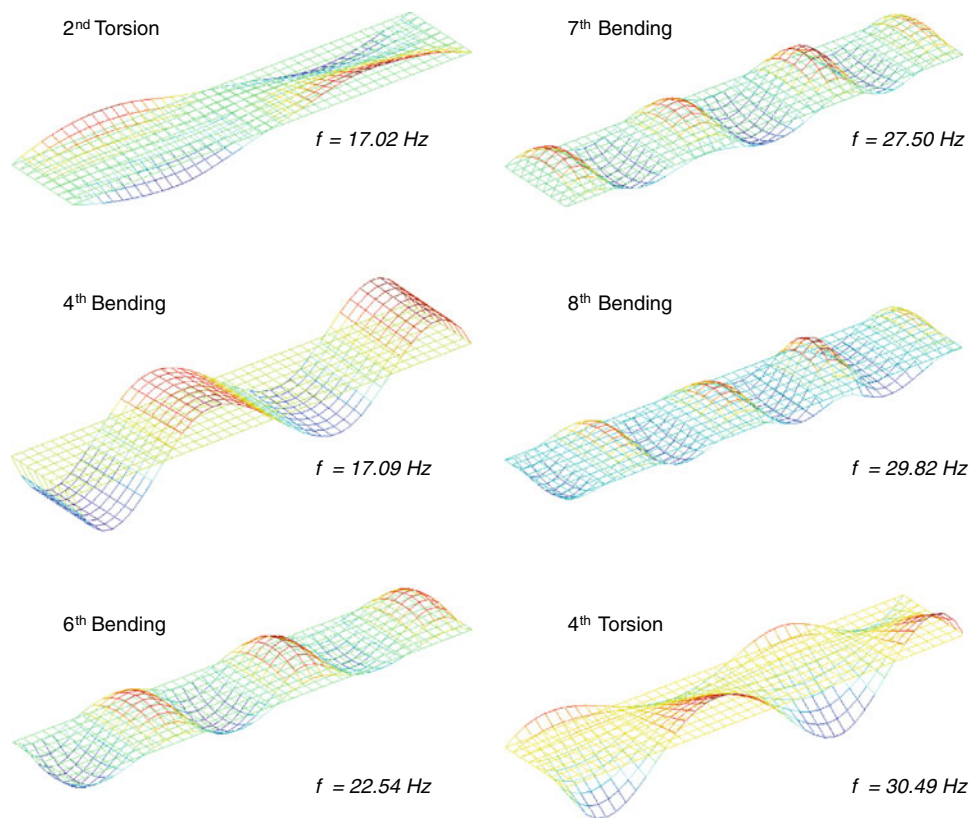 2nd Torsion
f = 17.02 Hz
4th Bending
f = 17.09 Hz
6th Bending
f = 22.54 Hz
7th Bending
f = 27.50 Hz
8th Bending
f = 29.82 Hz
4th Torsion
f = 30.49 Hz